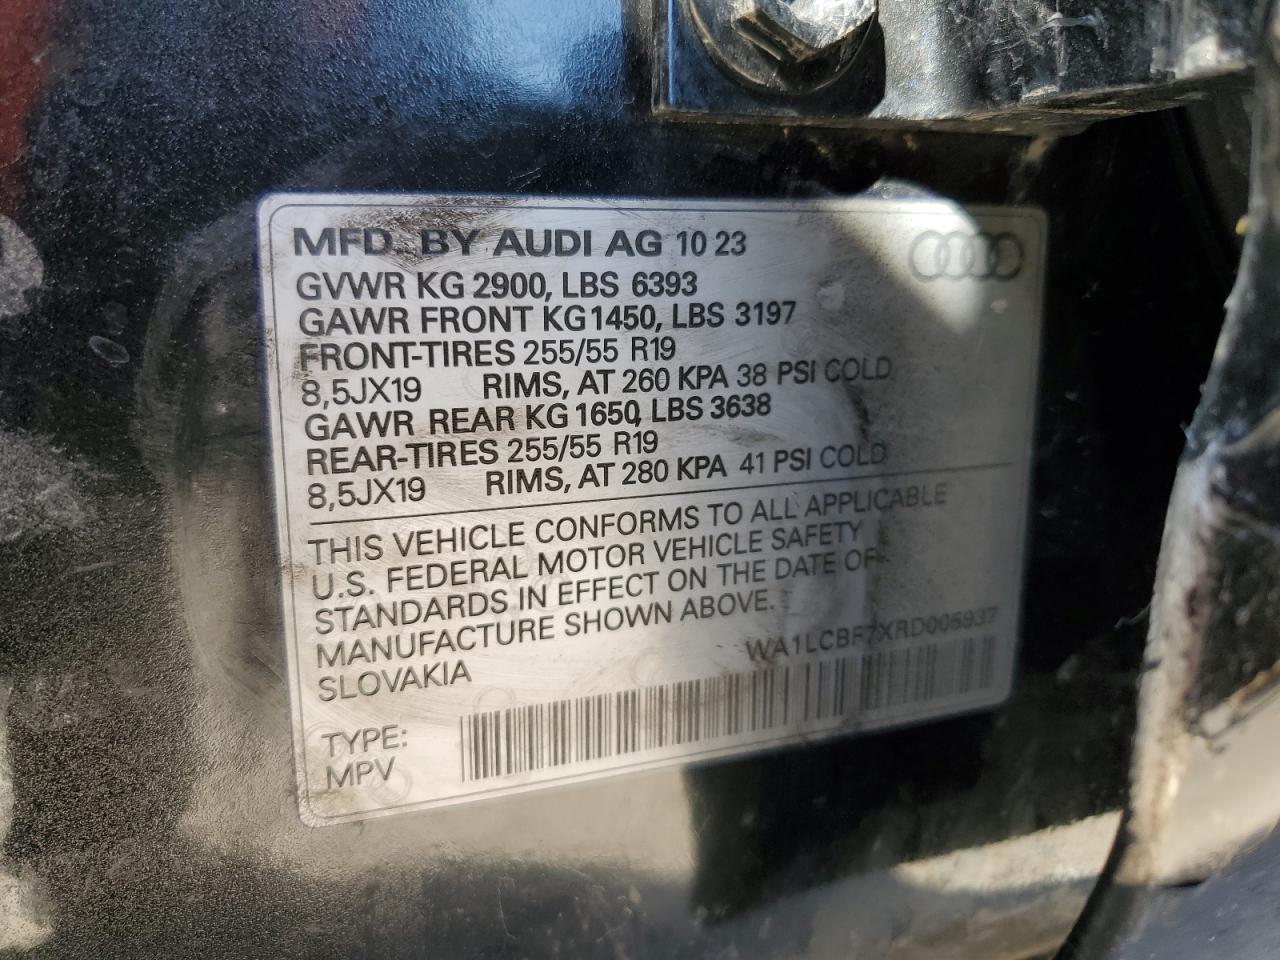 MFD. BY AUDI AG 10 23
GVWR KG 2900, LBS 6393
GAWR FRONT KG 1450, LBS 3197
FRONT-TIRES 255/55 R19
8,5JX19 RIMS, AT 260 KPA 38 PSI COLD
GAWR REAR KG 1650, LBS 3638
REAR-TIRES 255/55 R19
8,5JX19 RIMS, AT 280 KPA 41 PSI COLD
THIS VEHICLE CONFORMS TO ALL APPLICABLE
U.S. FEDERAL MOTOR VEHICLE SAFETY
STANDARDS IN EFFECT ON THE DATE OF
MANUFACTURE SHOWN ABOVE.
SLOVAKIA
WA1LCBF7XRD005937
TYPE:
MPV